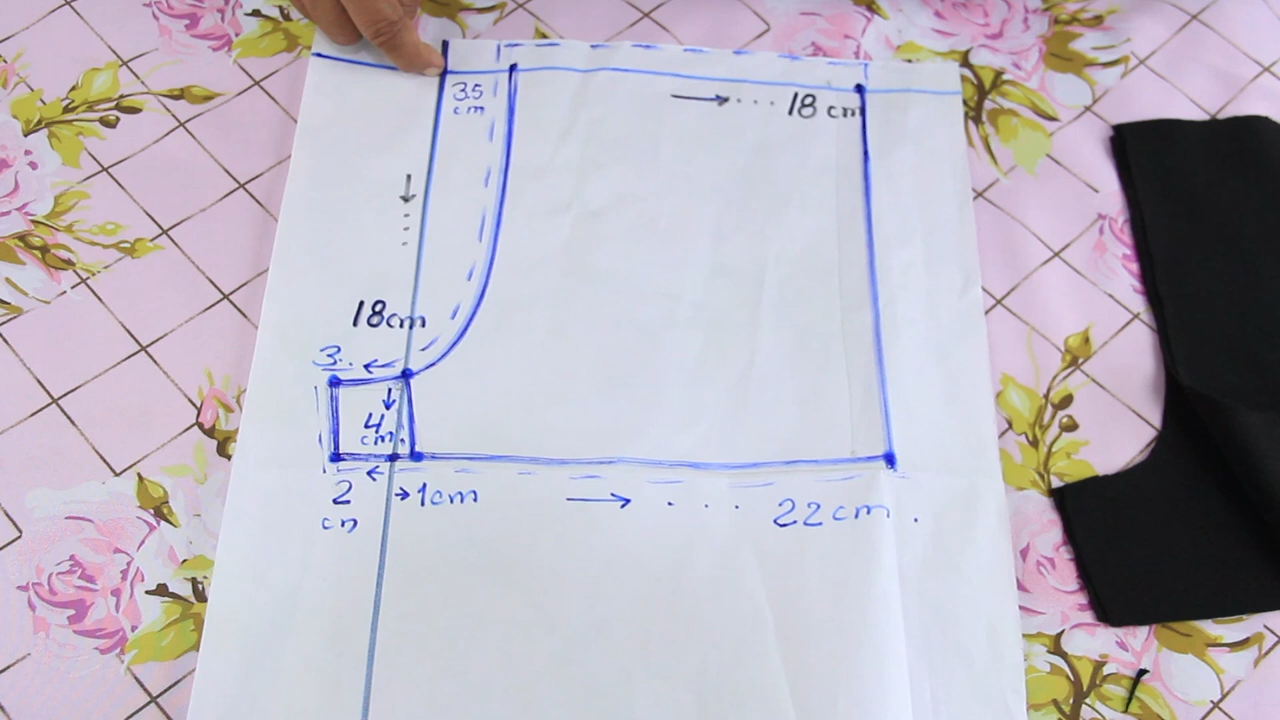 3.5
cm
→ ... 18 cm
↓
18cm
3.. ←
↓
4
cm.
←
2
cm
→ 1cm
→ . . . 22cm .